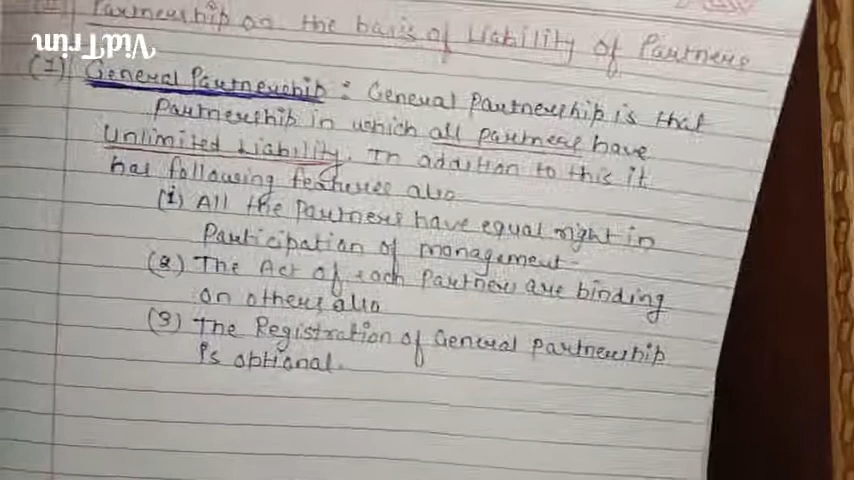 Partnership on the basis of Liability of Partners
VidTrim
(1) General Partnership : General Partnership is that
Partnership in which all partners have
Unlimited Liability. In addition to this it
has following features also
(1) All the Partners have equal right in
Participation of management-
(2) The Act of each Partners are binding
on others also
(3) The Registration of General Partnership
is optional.